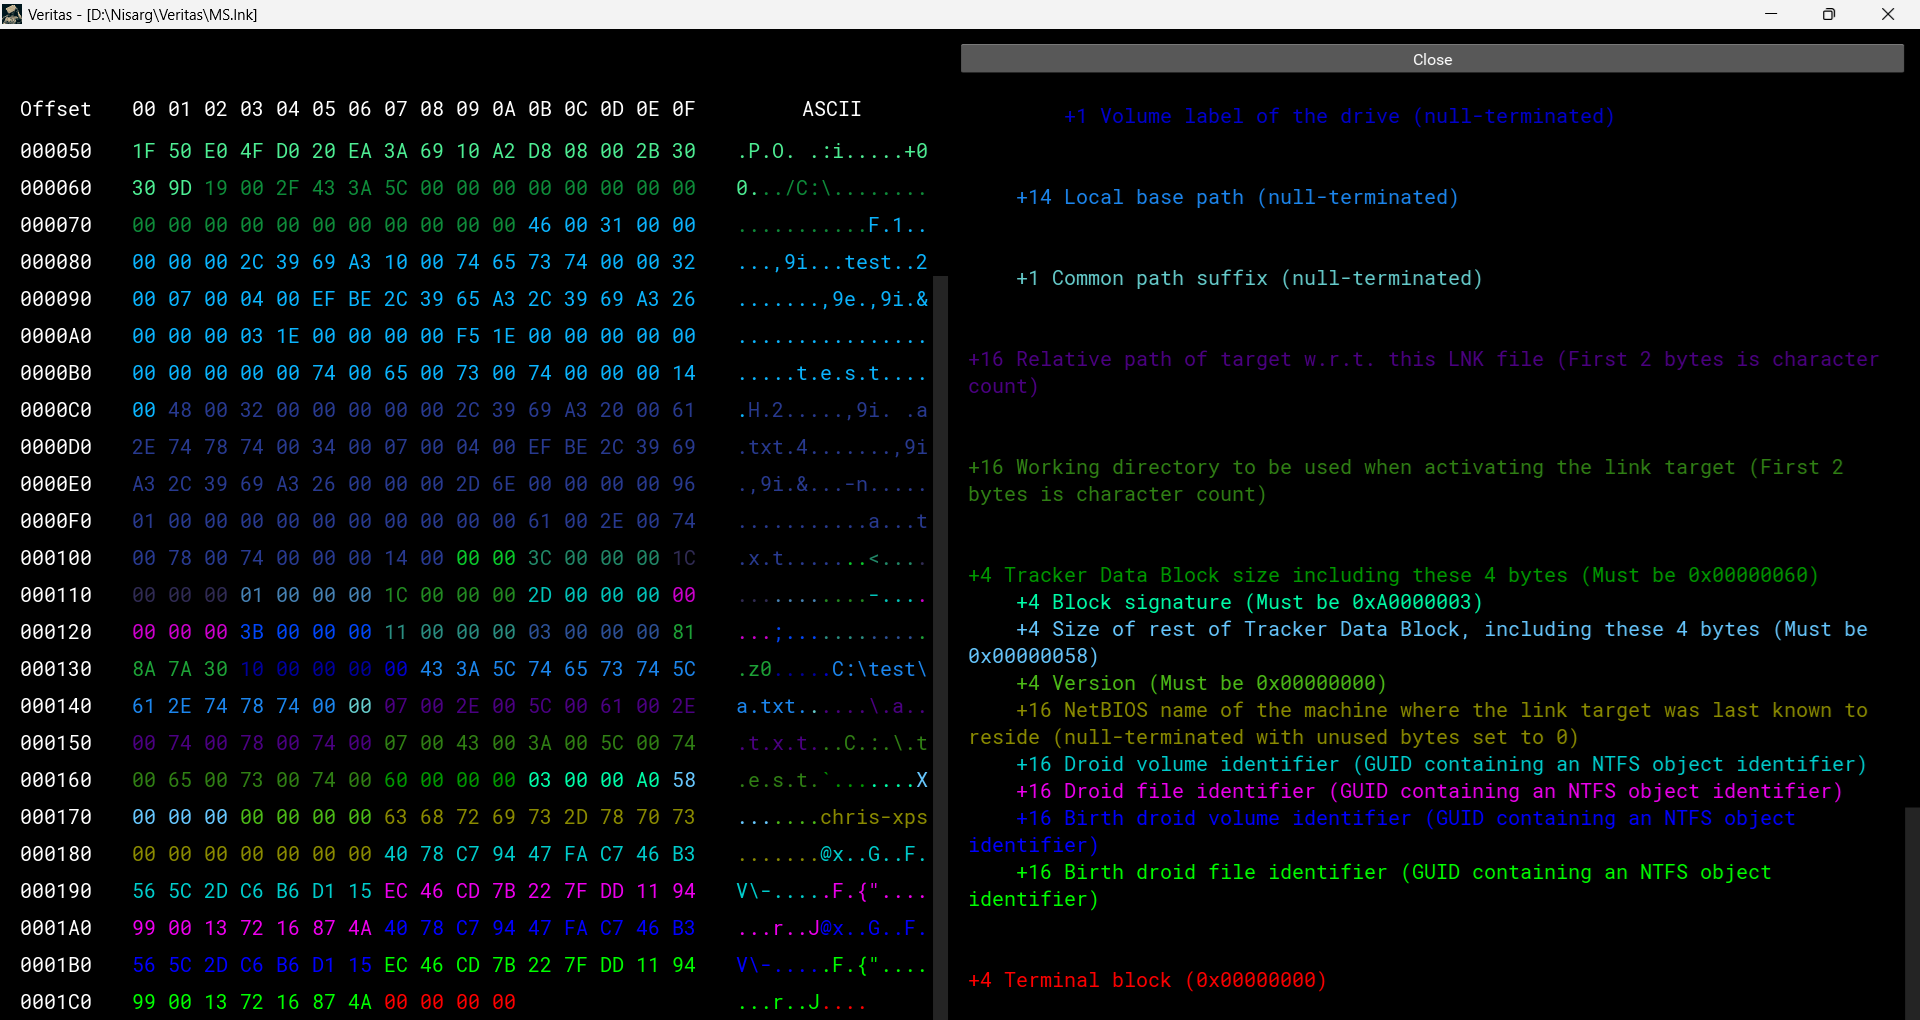 Veritas - [D:\Nisarg\Veritas\MS.lnk]
Close
Offset 00 01 02 03 04 05 06 07 08 09 0A 0B 0C 0D 0E 0F ASCII
000050 1F 50 E0 4F D0 20 EA 3A 69 10 A2 D8 08 00 2B 30 .P.O. .:i.....+0
000060 30 9D 19 00 2F 43 3A 5C 00 00 00 00 00 00 00 00 0.../C:\........
000070 00 00 00 00 00 00 00 00 00 00 00 46 00 31 00 00 ...........F.1..
000080 00 00 00 2C 39 69 A3 10 00 74 65 73 74 00 00 32 ...,9i...test..2
000090 00 07 00 04 00 EF BE 2C 39 65 A3 2C 39 69 A3 26 .......,9e.,9i.&
0000A0 00 00 00 03 1E 00 00 00 00 F5 1E 00 00 00 00 00 ................
0000B0 00 00 00 00 00 74 00 65 00 73 00 74 00 00 00 14 .....t.e.s.t....
0000C0 00 48 00 32 00 00 00 00 00 2C 39 69 A3 20 00 61 .H.2.....,9i. .a
0000D0 2E 74 78 74 00 34 00 07 00 04 00 EF BE 2C 39 69 .txt.4.......,9i
0000E0 A3 2C 39 69 A3 26 00 00 00 2D 6E 00 00 00 00 96 .,9i.&...-n.....
0000F0 01 00 00 00 00 00 00 00 00 00 00 61 00 2E 00 74 ...........a...t
000100 00 78 00 74 00 00 00 14 00 00 00 3C 00 00 00 1C .x.t.......<....
000110 00 00 00 01 00 00 00 1C 00 00 00 2D 00 00 00 00 ...........-....
000120 00 00 00 3B 00 00 00 11 00 00 00 03 00 00 00 81 ...;............
000130 8A 7A 30 10 00 00 00 00 43 3A 5C 74 65 73 74 5C .z0.....C:\test\
000140 61 2E 74 78 74 00 00 07 00 2E 00 5C 00 61 00 2E a.txt......\.a..
000150 00 74 00 78 00 74 00 07 00 43 00 3A 00 5C 00 74 .t.x.t...C.:.\.t
000160 00 65 00 73 00 74 00 60 00 00 00 03 00 00 A0 58 .e.s.t.`.......X
000170 00 00 00 00 00 00 00 63 68 72 69 73 2D 78 70 73 .......chris-xps
000180 00 00 00 00 00 00 00 40 78 C7 94 47 FA C7 46 B3 .......@x..G..F.
000190 56 5C 2D C6 B6 D1 15 EC 46 CD 7B 22 7F DD 11 94 V\-.....F.{"....
0001A0 99 00 13 72 16 87 4A 40 78 C7 94 47 FA C7 46 B3 ...r..J@x..G..F.
0001B0 56 5C 2D C6 B6 D1 15 EC 46 CD 7B 22 7F DD 11 94 V\-.....F.{"....
0001C0 99 00 13 72 16 87 4A 00 00 00 00 ...r..J....
+1 Volume label of the drive (null-terminated)
+14 Local base path (null-terminated)
+1 Common path suffix (null-terminated)
+16 Relative path of target w.r.t. this LNK file (First 2 bytes is character
count)
+16 Working directory to be used when activating the link target (First 2
bytes is character count)
+4 Tracker Data Block size including these 4 bytes (Must be 0x00000060)
+4 Block signature (Must be 0xA0000003)
+4 Size of rest of Tracker Data Block, including these 4 bytes (Must be
0x00000058)
+4 Version (Must be 0x00000000)
+16 NetBIOS name of the machine where the link target was last known to
reside (null-terminated with unused bytes set to 0)
+16 Droid volume identifier (GUID containing an NTFS object identifier)
+16 Droid file identifier (GUID containing an NTFS object identifier)
+16 Birth droid volume identifier (GUID containing an NTFS object
identifier)
+16 Birth droid file identifier (GUID containing an NTFS object
identifier)
+4 Terminal block (0x00000000)